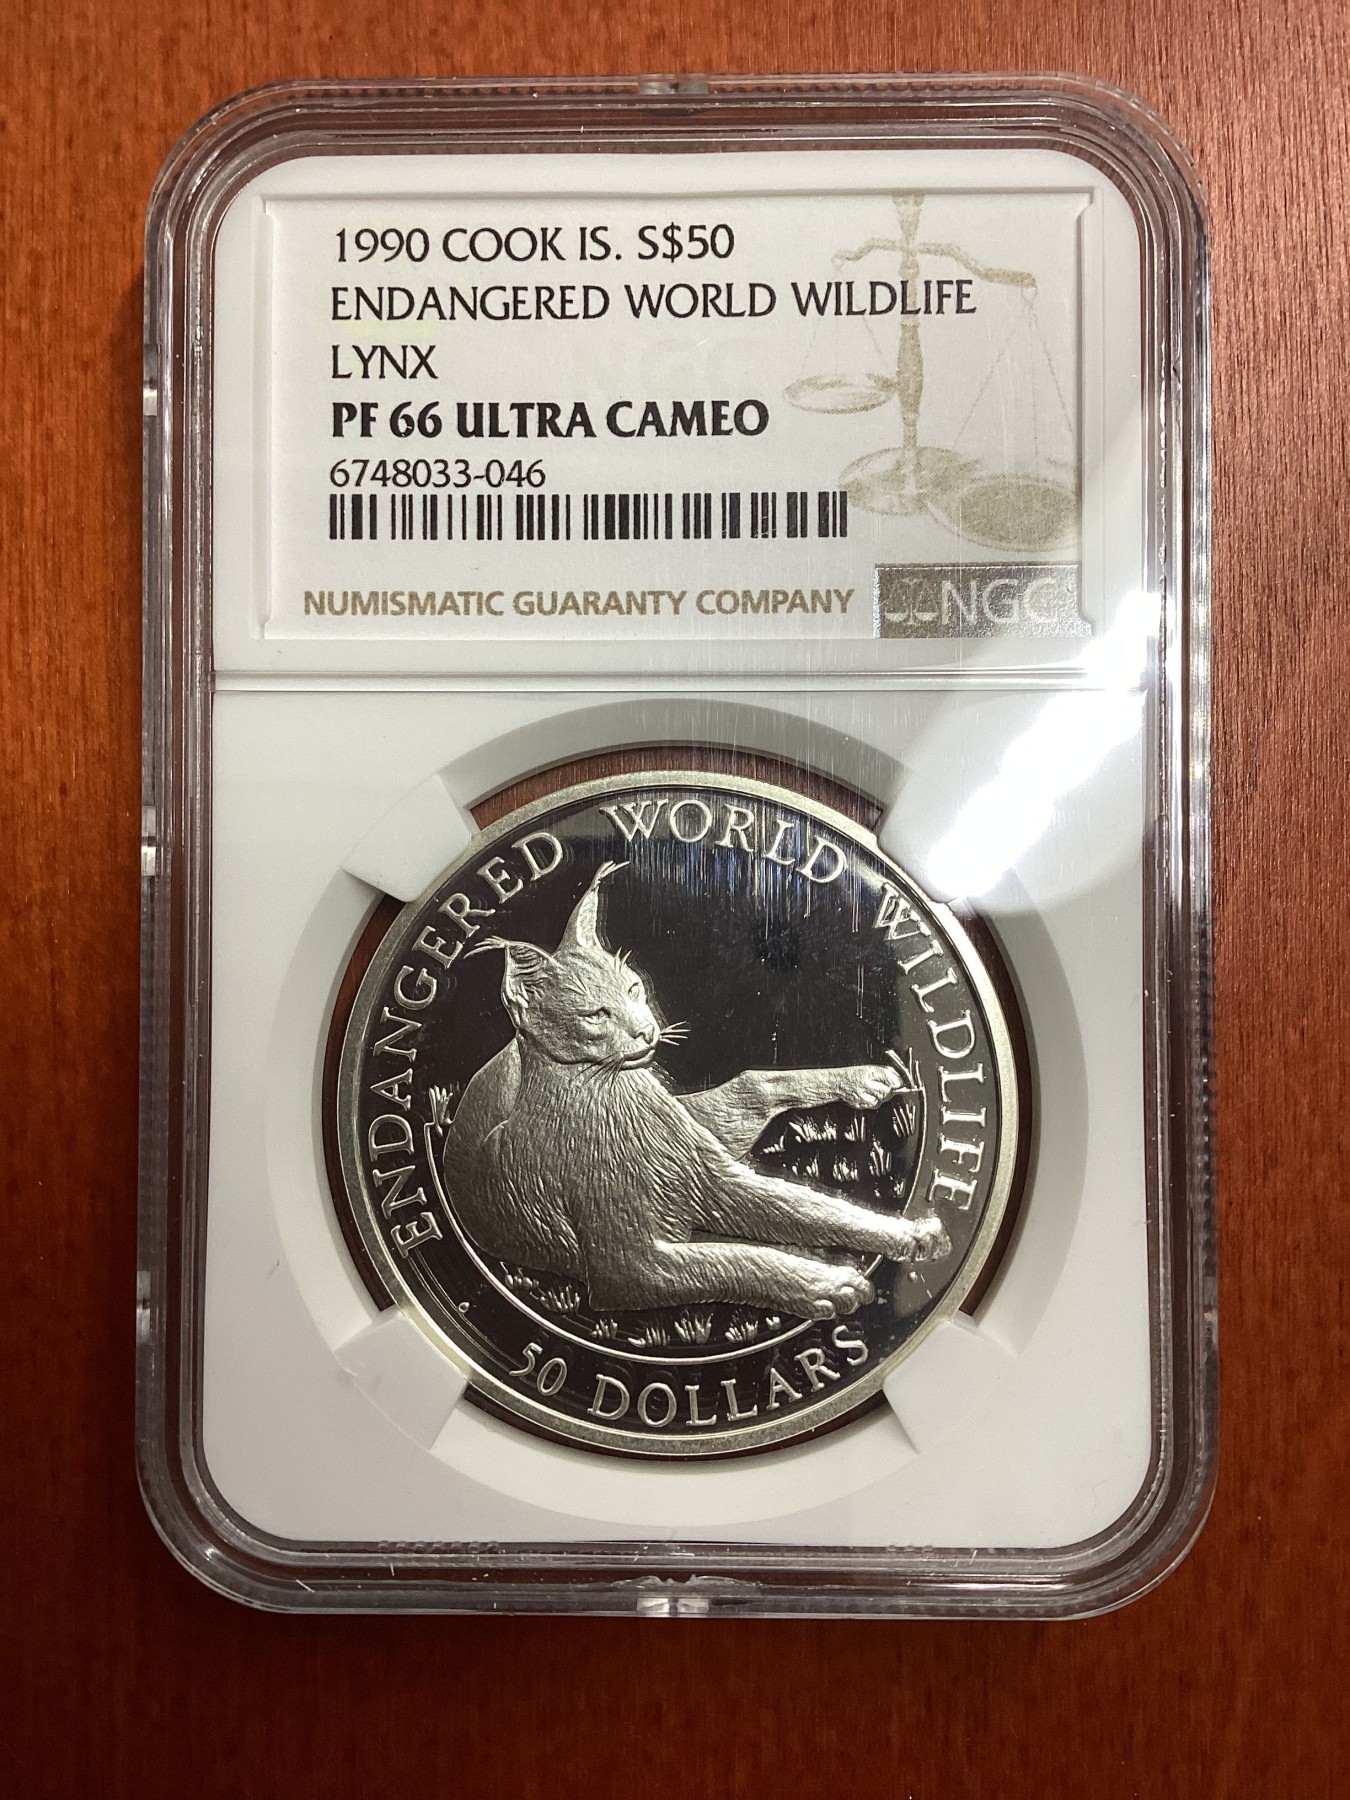 1990 COOK IS. S$50
ENDANGERED WORLD WILDLIFE
LYNX
PF 66 ULTRA CAMEO
6748033-046
NUMISMATIC GUARANTY COMPANY
NGC
ENDANGERED WORLD WILDLIFE
50 DOLLARS